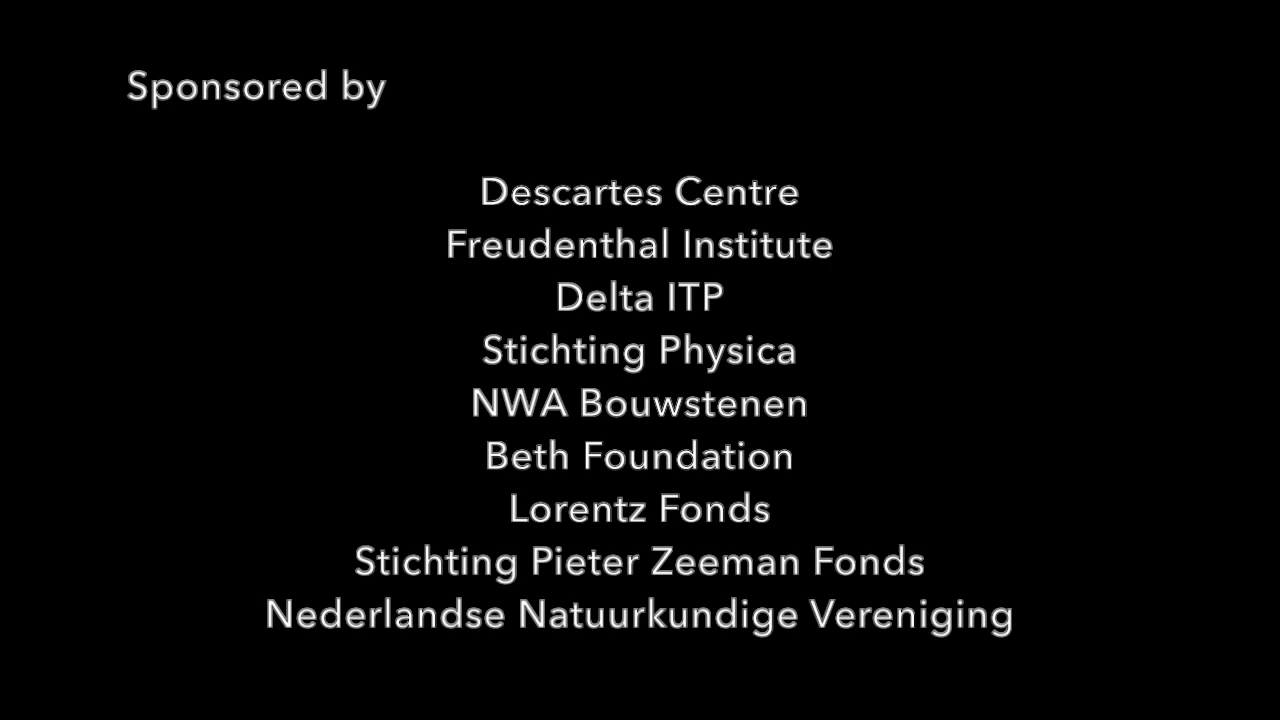 Sponsored by
Descartes Centre
Freudenthal Institute
Delta ITP
Stichting Physica
NWA Bouwstenen
Beth Foundation
Lorentz Fonds
Stichting Pieter Zeeman Fonds
Nederlandse Natuurkundige Vereniging